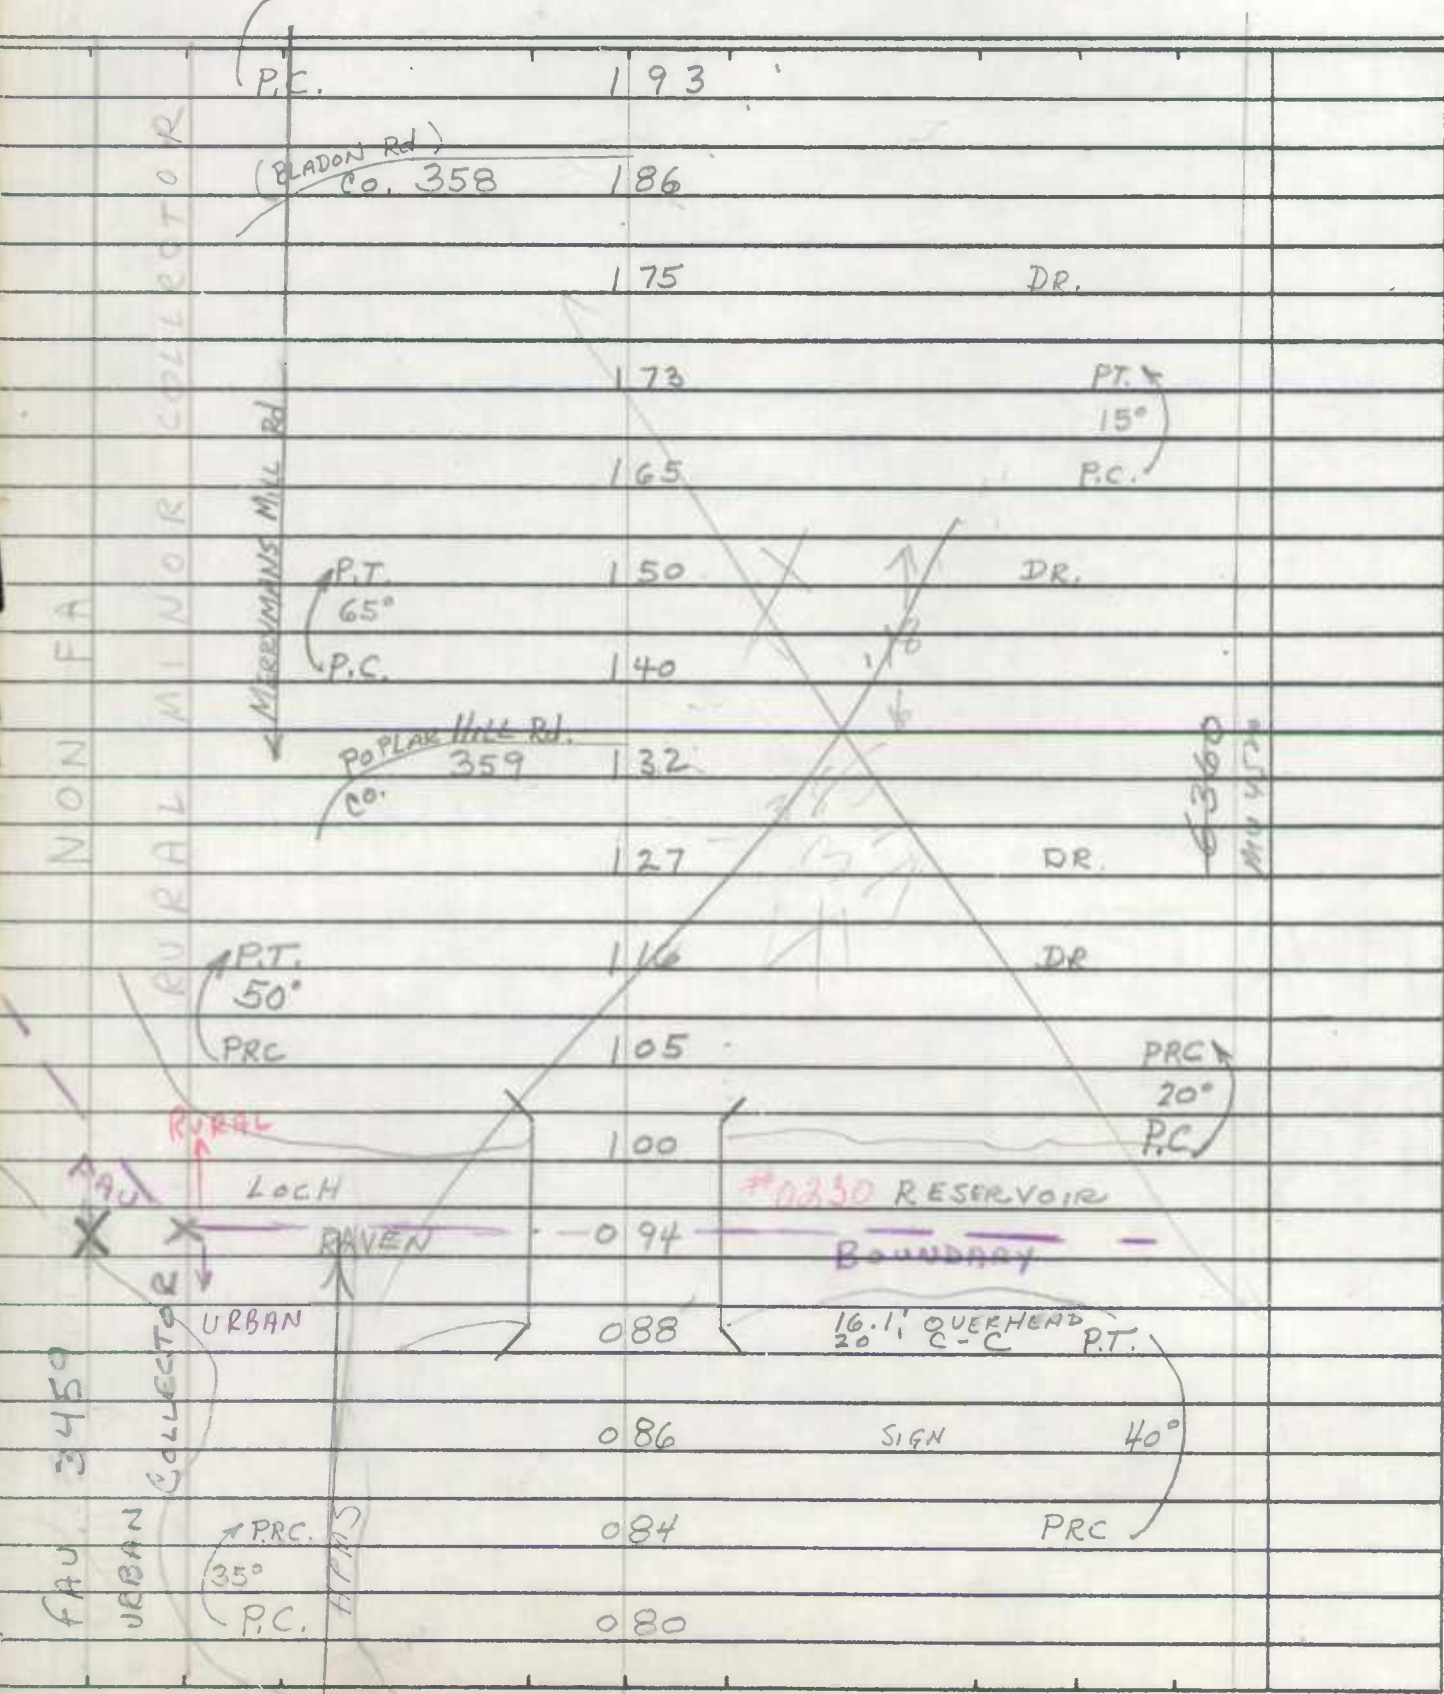 P.C. 193
(BLADON Rd)
Co. 358 186
175 DR.
173 PT.
15°
165 P.C.
P.T. 150 DR.
65°
P.C. 140
POPLAR HILL Rd.
Co. 359 132
127 DR.
P.T. 116 DR
50°
PRC 105 PRC
20°
100 P.C.
RURAL
LOCH #0230 RESERVOIR
FAU
RAVEN 094
BOUNDARY
URBAN 088 16.1' OVERHEAD P.T.
20 C-C
086 SIGN 40°
P.R.C. 084 PRC
35°
P.C. 080
NON FA
RURAL MINOR COLLECTOR
MERRYMANS MILL Rd
FAU 3450
URBAN COLLECTOR
HPMS
6360